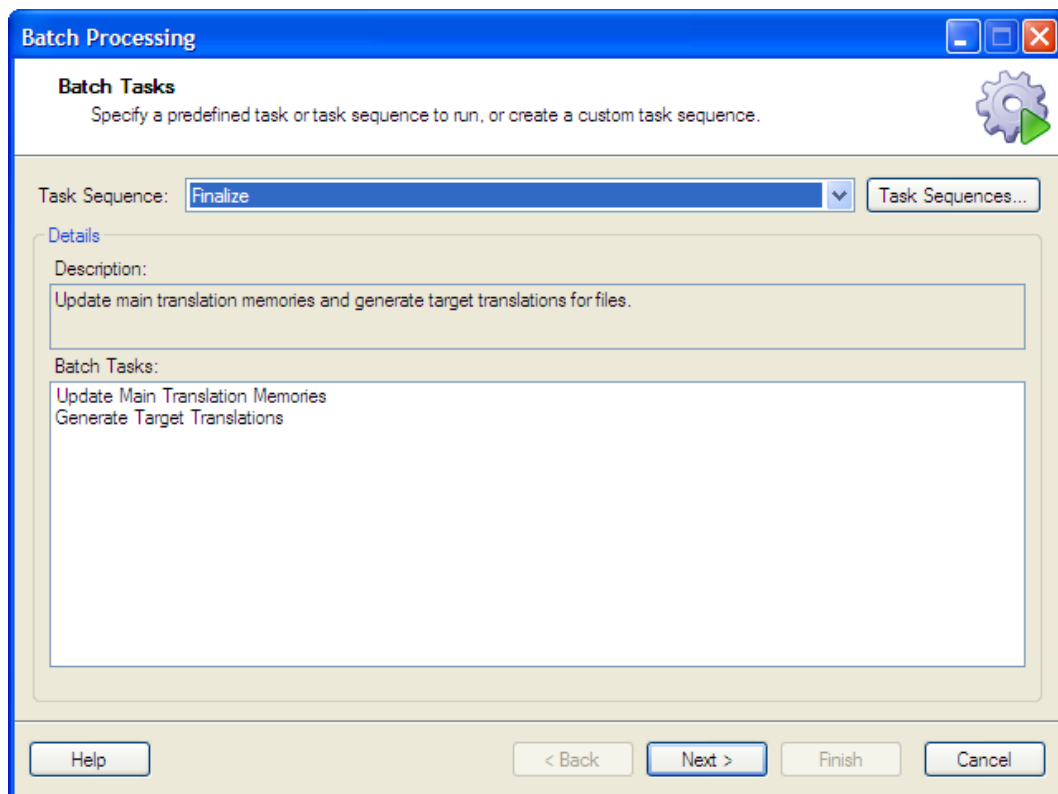 Batch Processing
Batch Tasks
Specify a predefined task or task sequence to run, or create a custom task sequence.
Task Sequence: Finalize Task Sequences...
Details
Description:
Update main translation memories and generate target translations for files.
Batch Tasks:
Update Main Translation Memories
Generate Target Translations
Help < Back Next > Finish Cancel